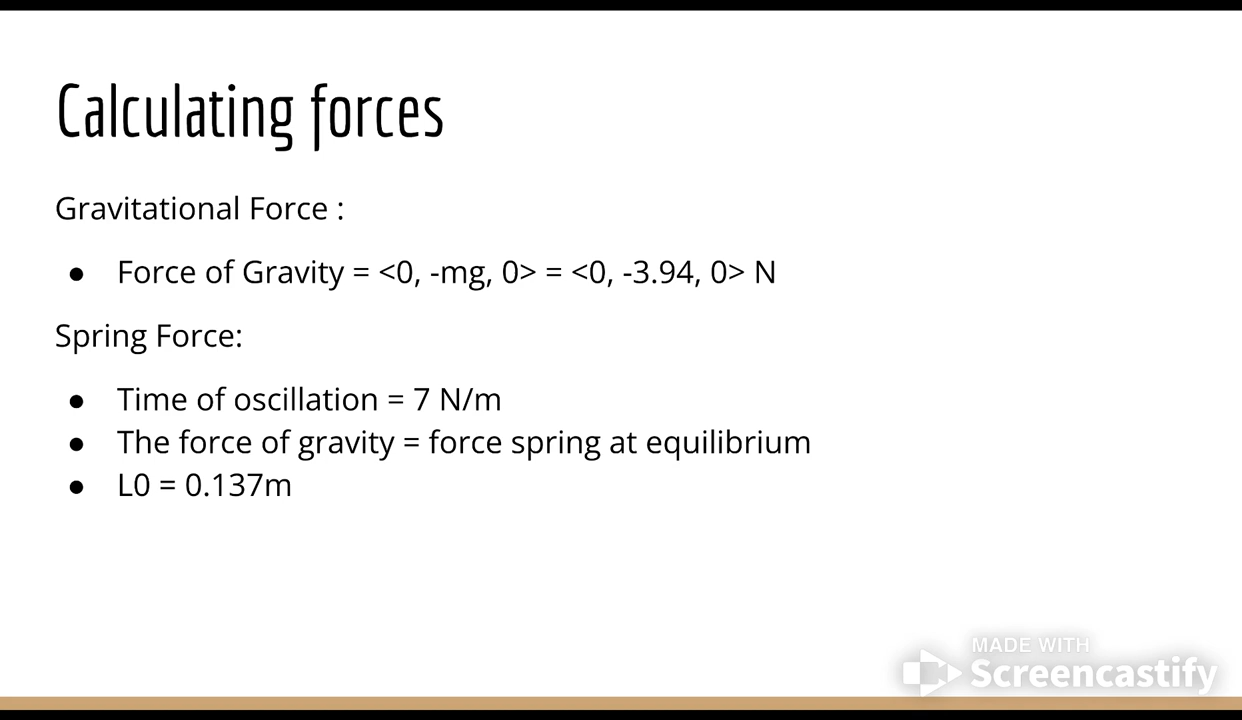 Calculating forces
Gravitational Force :
● Force of Gravity = <0, -mg, 0> = <0, -3.94, 0> N
Spring Force:
● Time of oscillation = 7 N/m
● The force of gravity = force spring at equilibrium
● L0 = 0.137m
MADE WITH
Screencastify